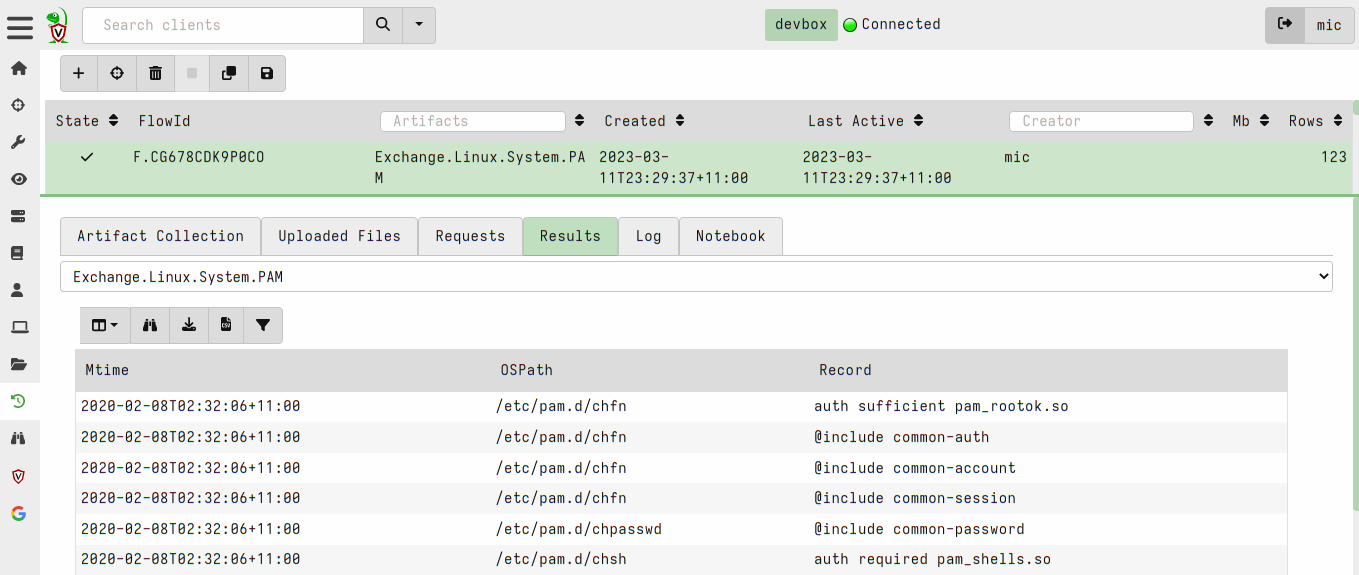 Search clients
devbox Connected
mic
State FlowId Artifacts Created Last Active Creator Mb Rows
F.CG678CDK9P0CO Exchange.Linux.System.PA 2023-03- 2023-03- mic 123
M 11T23:29:37+11:00 11T23:29:37+11:00
Artifact Collection Uploaded Files Requests Results Log Notebook
Exchange.Linux.System.PAM
Mtime OSPath Record
2020-02-08T02:32:06+11:00 /etc/pam.d/chfn auth sufficient pam_rootok.so
2020-02-08T02:32:06+11:00 /etc/pam.d/chfn @include common-auth
2020-02-08T02:32:06+11:00 /etc/pam.d/chfn @include common-account
2020-02-08T02:32:06+11:00 /etc/pam.d/chfn @include common-session
2020-02-08T02:32:06+11:00 /etc/pam.d/chpasswd @include common-password
2020-02-08T02:32:06+11:00 /etc/pam.d/chsh auth required pam_shells.so